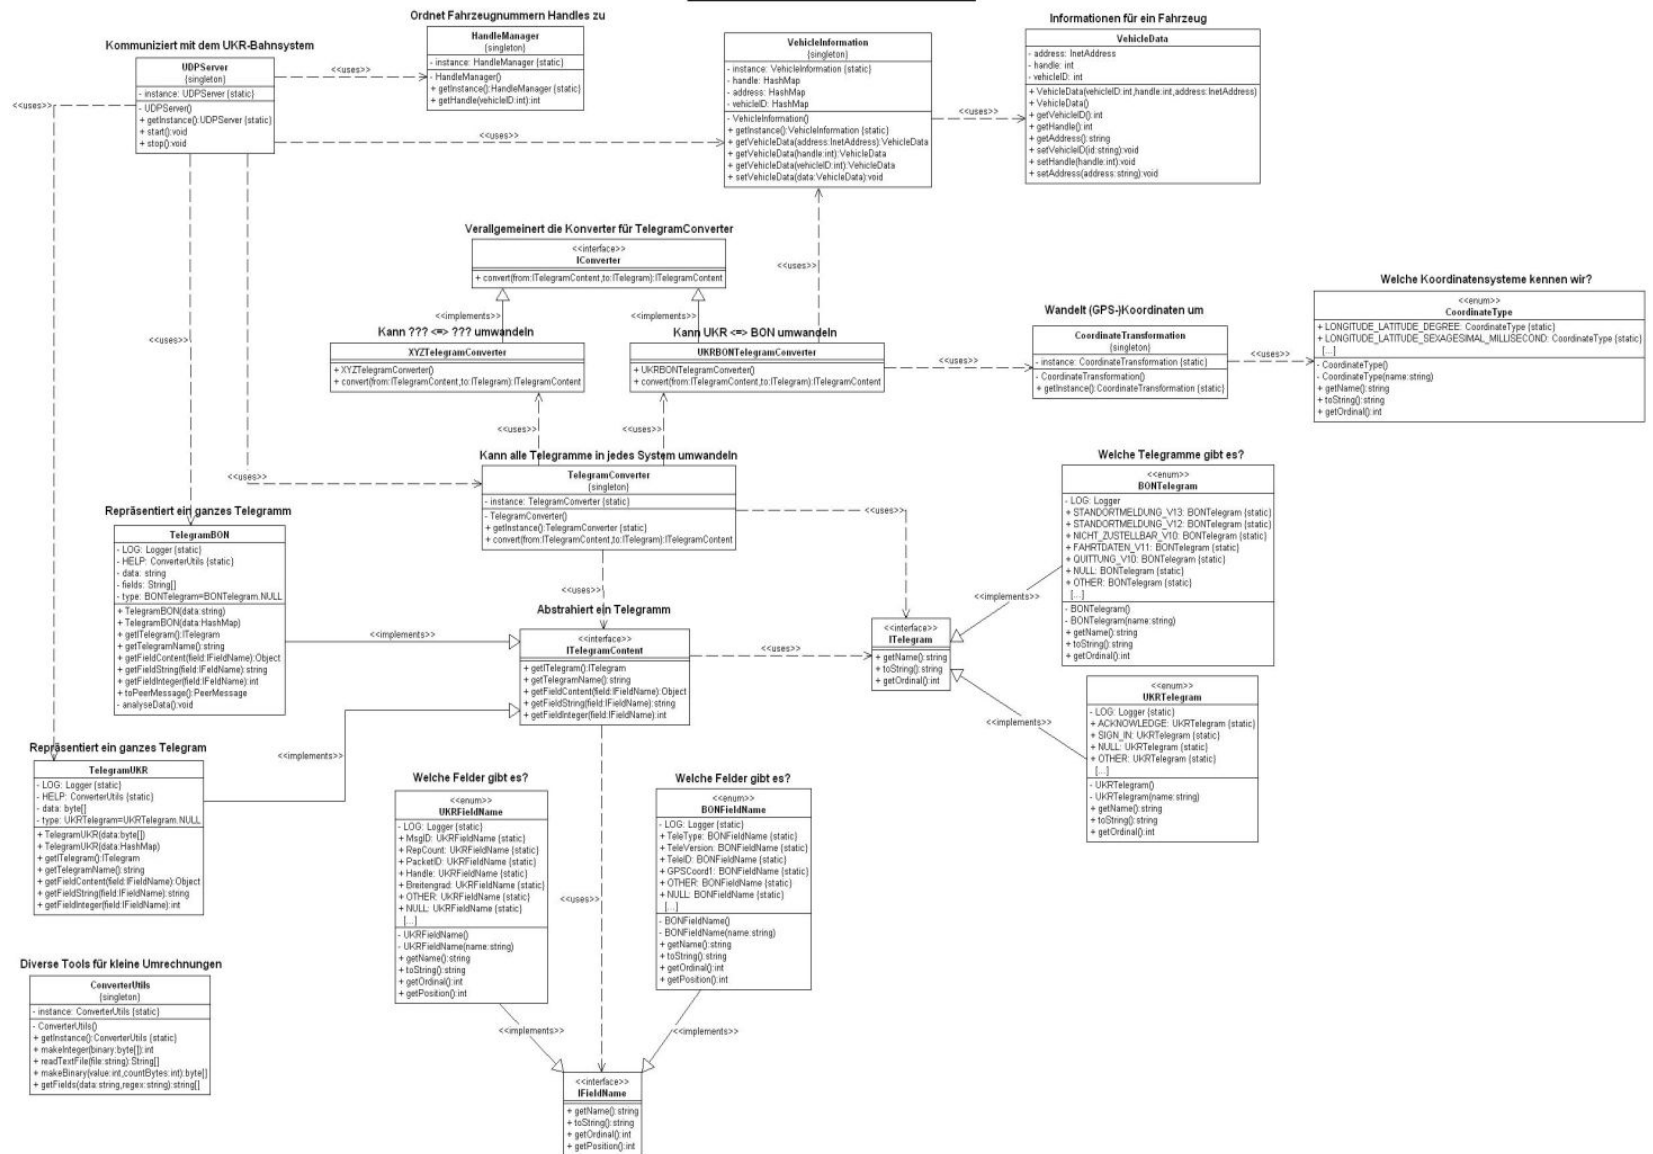 Ordnet Fahrzeugnummern Handles zu
HandleManager
{singleton}
- instance: HandleManager {static}
- HandleManager()
+ getInstance():HandleManager {static}
+ getHandle(vehicleID:int):int
Kommuniziert mit dem UKR-Bahnsystem
UDPServer
{singleton}
- instance: UDPServer {static}
- UDPServer()
+ getInstance():UDPServer {static}
+ start():void
+ stop():void
<<uses>>
<<uses>>
<<uses>>
VehicleInformation
{singleton}
- instance: VehicleInformation {static}
- handle: HashMap
- address: HashMap
- vehicleID: HashMap
- VehicleInformation()
+ getInstance():VehicleInformation {static}
+ getVehicleData(address:InetAddress):VehicleData
+ getVehicleData(handle:int):VehicleData
+ getVehicleData(vehicleID:int):VehicleData
+ setVehicleData(data:VehicleData):void
<<uses>>
Informationen für ein Fahrzeug
VehicleData
- address: InetAddress
- handle: int
- vehicleID: int
+ VehicleData(vehicleID:int,handle:int,address:InetAddress)
+ VehicleData()
+ getVehicleID():int
+ getHandle():int
+ getAddress():string
+ setVehicleID(id:string):void
+ setHandle(handle:int):void
+ setAddress(address:string):void
Verallgemeinert die Konverter für TelegramConverter
<<interface>>
IConverter
+ convert(from:ITelegramContent,to:ITelegram):ITelegramContent
<<uses>>
<<implements>>
<<implements>>
Kann ??? <=> ??? umwandeln
XYZTelegramConverter
+ XYZTelegramConverter()
+ convert(from:ITelegramContent,to:ITelegram):ITelegramContent
Kann UKR <=> BON umwandeln
UKRBONTelegramConverter
+ UKRBONTelegramConverter()
+ convert(from:ITelegramContent,to:ITelegram):ITelegramContent
<<uses>>
Wandelt (GPS-)Koordinaten um
CoordinateTransformation
{singleton}
- instance: CoordinateTransformation {static}
- CoordinateTransformation()
+ getInstance():CoordinateTransformation {static}
<<uses>>
Welche Koordinatensysteme kennen wir?
<<enum>>
CoordinateType
+ LONGITUDE_LATITUDE_DEGREE: CoordinateType {static}
+ LONGITUDE_LATITUDE_SEXAGESIMAL_MILLISECOND: CoordinateType {static}
[...]
- CoordinateType()
- CoordinateType(name:string)
+ getName():string
+ toString():string
+ getOrdinal():int
<<uses>>
<<uses>>
<<uses>>
<<uses>>
Kann alle Telegramme in jedes System umwandeln
TelegramConverter
{singleton}
- instance: TelegramConverter {static}
- TelegramConverter()
+ getInstance():TelegramConverter {static}
+ convert(from:ITelegramContent,to:ITelegram):ITelegramContent
<<uses>>
<<uses>>
Welche Telegramme gibt es?
<<enum>>
BONTelegram
- LOG: Logger
+ STANDORTMELDUNG_V13: BONTelegram {static}
+ STANDORTMELDUNG_V12: BONTelegram {static}
+ NICHT_ZUSTELLBAR_V10: BONTelegram {static}
+ FAHRTDATEN_V11: BONTelegram {static}
+ QUITTUNG_V10: BONTelegram {static}
+ NULL: BONTelegram {static}
+ OTHER: BONTelegram {static}
[...]
- BONTelegram()
- BONTelegram(name:string)
+ getName():string
+ toString():string
+ getOrdinal():int
<<implements>>
Repräsentiert ein ganzes Telegramm
TelegramBON
- LOG: Logger {static}
- HELP: ConverterUtils {static}
- data: string
- fields: String[]
- type: BONTelegram=BONTelegram.NULL
+ TelegramBON(data:string)
+ TelegramBON(data:HashMap)
+ getITelegram():ITelegram
+ getTelegramName():string
+ getFieldContent(field:IFieldName):Object
+ getFieldString(field:IFieldName):string
+ getFieldInteger(field:IFeldName):int
+ toPeerMessage():PeerMessage
- analyseData():void
<<implements>>
Abstrahiert ein Telegramm
<<interface>>
ITelegramContent
+ getITelegram():ITelegram
+ getTelegramName():string
+ getFieldContent(field:IFieldName):Object
+ getFieldString(field:IFieldName):string
+ getFieldInteger(field:IFieldName):int
<<uses>>
<<interface>>
ITelegram
+ getName():string
+ toString():string
+ getOrdinal():int
<<implements>>
<<enum>>
UKRTelegram
- LOG: Logger {static}
+ ACKNOWLEDGE: UKRTelegram {static}
+ SIGN_IN: UKRTelegram {static}
+ NULL: UKRTelegram {static}
+ OTHER: UKRTelegram {static}
[...]
- UKRTelegram()
- UKRTelegram(name:string)
+ getName():string
+ toString():string
+ getOrdinal():int
Repräsentiert ein ganzes Telegram
TelegramUKR
- LOG: Logger {static}
- HELP: ConverterUtils {static}
- data: byte[]
- type: UKRTelegram=UKRTelegram.NULL
+ TelegramUKR(data:byte[])
+ TelegramUKR(data:HashMap)
+ getITelegram():ITelegram
+ getTelegramName():string
+ getFieldContent(field:IFieldName):Object
+ getFieldString(field:IFieldName):string
+ getFieldInteger(field:IFieldName):int
<<implements>>
Welche Felder gibt es?
<<enum>>
UKRFieldName
- LOG: Logger {static}
+ MsgID: UKRFieldName {static}
+ RepCount: UKRFieldName {static}
+ PacketID: UKRFieldName {static}
+ Handle: UKRFieldName {static}
+ Breitengrad: UKRFieldName {static}
+ OTHER: UKRFieldName {static}
+ NULL: UKRFieldName {static}
[...]
- UKRFieldName()
- UKRFieldName(name:string)
+ getName():string
+ toString():string
+ getOrdinal():int
+ getPosition():int
<<uses>>
Welche Felder gibt es?
<<enum>>
BONFieldName
- LOG: Logger {static}
+ TeleType: BONFieldName {static}
+ TeleVersion: BONFieldName {static}
+ TeleID: BONFieldName {static}
+ GPSCoord1: BONFieldName {static}
+ OTHER: BONFieldName {static}
+ NULL: BONFieldName {static}
[...]
- BONFieldName()
- BONFieldName(name:string)
+ getName():string
+ toString():string
+ getOrdinal():int
+ getPosition():int
Diverse Tools für kleine Umrechnungen
ConverterUtils
{singleton}
- instance: ConverterUtils {static}
- ConverterUtils()
+ getInstance():ConverterUtils {static}
+ makeInteger(binary:byte[]):int
+ readTextFile(file:string):String[]
+ makeBinary(value:int,countBytes:int):byte[]
+ getFields(data:string,regex:string):string[]
<<implements>>
<<implements>>
<<interface>>
IFieldName
+ getName():string
+ toString():string
+ getOrdinal():int
+ getPosition():int